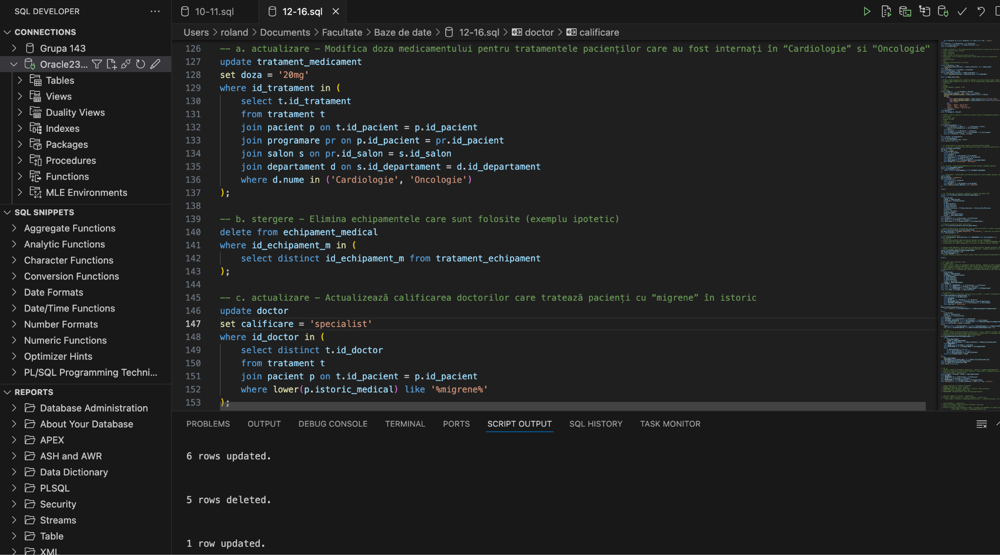 SQL DEVELOPER
CONNECTIONS
Grupa 143
Oracle23...
Tables
Views
Duality Views
Indexes
Packages
Procedures
Functions
MLE Environments
SQL SNIPPETS
Aggregate Functions
Analytic Functions
Character Functions
Conversion Functions
Date Formats
Date/Time Functions
Number Formats
Numeric Functions
Optimizer Hints
PL/SQL Programming Techni...
REPORTS
Database Administration
About Your Database
APEX
ASH and AWR
Data Dictionary
PLSQL
Security
Streams
Table
XML
10-11.sql
12-16.sql
Users > roland > Documents > Facultate > Baze de date > 12-16.sql > doctor > calificare
126 -- a. actualizare - Modifica doza medicamentului pentru tratamentele pacienților care au fost internați în “Cardiologie” si "Oncologie"
127 update tratament_medicament
128 set doza = '20mg'
129 where id_tratament in (
130 select t.id_tratament
131 from tratament t
132 join pacient p on t.id_pacient = p.id_pacient
133 join programare pr on p.id_pacient = pr.id_pacient
134 join salon s on pr.id_salon = s.id_salon
135 join departament d on s.id_departament = d.id_departament
136 where d.nume in ('Cardiologie', 'Oncologie')
137 );
138
139 -- b. stergere - Elimina echipamentele care sunt folosite (exemplu ipotetic)
140 delete from echipament_medical
141 where id_echipament_m in (
142 select distinct id_echipament_m from tratament_echipament
143 );
144
145 -- c. actualizare - Actualizează calificarea doctorilor care tratează pacienți cu “migrene” în istoric
146 update doctor
147 set calificare = 'specialist'
148 where id_doctor in (
149 select distinct t.id_doctor
150 from tratament t
151 join pacient p on t.id_pacient = p.id_pacient
152 where lower(p.istoric_medical) like '%migrene%'
153 );
PROBLEMS OUTPUT DEBUG CONSOLE TERMINAL PORTS SCRIPT OUTPUT SQL HISTORY TASK MONITOR
6 rows updated.
5 rows deleted.
1 row updated.